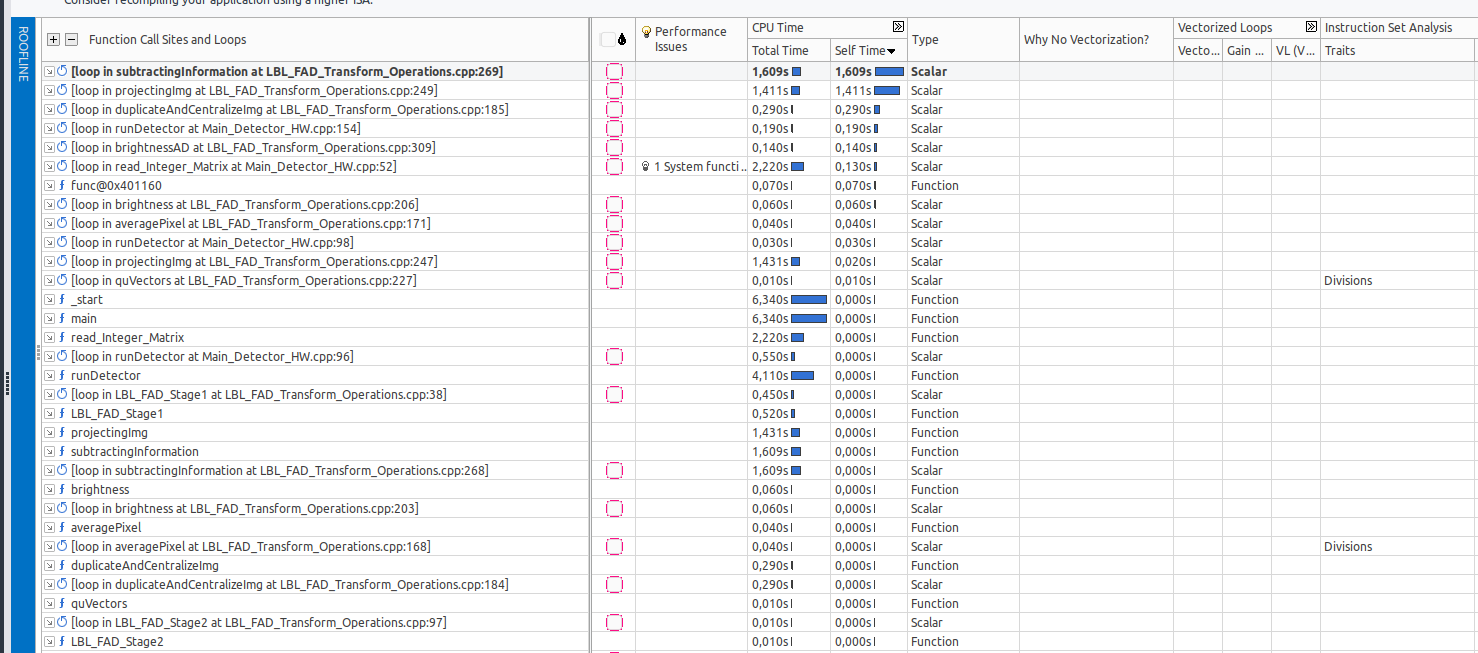 Consider recompiling your application using a higher ISA.
ROOFLINE
Function Call Sites and Loops
Performance Issues
CPU Time
Total Time
Self Time
Type
Why No Vectorization?
Vectorized Loops
Vecto...
Gain ...
VL (V...
Instruction Set Analysis
Traits
[loop in subtractingInformation at LBL_FAD_Transform_Operations.cpp:269] 1,609s 1,609s Scalar
[loop in projectingImg at LBL_FAD_Transform_Operations.cpp:249] 1,411s 1,411s Scalar
[loop in duplicateAndCentralizeImg at LBL_FAD_Transform_Operations.cpp:185] 0,290s 0,290s Scalar
[loop in runDetector at Main_Detector_HW.cpp:154] 0,190s 0,190s Scalar
[loop in brightnessAD at LBL_FAD_Transform_Operations.cpp:309] 0,140s 0,140s Scalar
[loop in read_Integer_Matrix at Main_Detector_HW.cpp:52] 1 System functi... 2,220s 0,130s Scalar
func@0x401160 0,070s 0,070s Function
[loop in brightness at LBL_FAD_Transform_Operations.cpp:206] 0,060s 0,060s Scalar
[loop in averagePixel at LBL_FAD_Transform_Operations.cpp:171] 0,040s 0,040s Scalar
[loop in runDetector at Main_Detector_HW.cpp:98] 0,030s 0,030s Scalar
[loop in projectingImg at LBL_FAD_Transform_Operations.cpp:247] 1,431s 0,020s Scalar
[loop in quVectors at LBL_FAD_Transform_Operations.cpp:227] 0,010s 0,010s Scalar Divisions
_start 6,340s 0,000s Function
main 6,340s 0,000s Function
read_Integer_Matrix 2,220s 0,000s Function
[loop in runDetector at Main_Detector_HW.cpp:96] 0,550s 0,000s Scalar
runDetector 4,110s 0,000s Function
[loop in LBL_FAD_Stage1 at LBL_FAD_Transform_Operations.cpp:38] 0,450s 0,000s Scalar
LBL_FAD_Stage1 0,520s 0,000s Function
projectingImg 1,431s 0,000s Function
subtractingInformation 1,609s 0,000s Function
[loop in subtractingInformation at LBL_FAD_Transform_Operations.cpp:268] 1,609s 0,000s Scalar
brightness 0,060s 0,000s Function
[loop in brightness at LBL_FAD_Transform_Operations.cpp:203] 0,060s 0,000s Scalar
averagePixel 0,040s 0,000s Function
[loop in averagePixel at LBL_FAD_Transform_Operations.cpp:168] 0,040s 0,000s Scalar Divisions
duplicateAndCentralizeImg 0,290s 0,000s Function
[loop in duplicateAndCentralizeImg at LBL_FAD_Transform_Operations.cpp:184] 0,290s 0,000s Scalar
quVectors 0,010s 0,000s Function
[loop in LBL_FAD_Stage2 at LBL_FAD_Transform_Operations.cpp:97] 0,010s 0,000s Scalar
LBL_FAD_Stage2 0,010s 0,000s Function